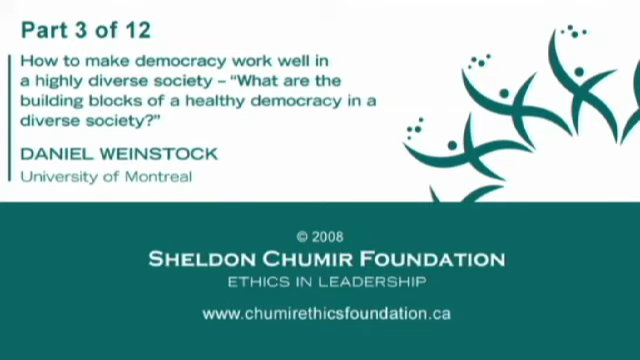 Part 3 of 12
How to make democracy work well in
a highly diverse society – “What are the
building blocks of a healthy democracy in a
diverse society?”
DANIEL WEINSTOCK
University of Montreal
© 2008
SHELDON CHUMIR FOUNDATION
ETHICS IN LEADERSHIP
www.chumirethicsfoundation.ca